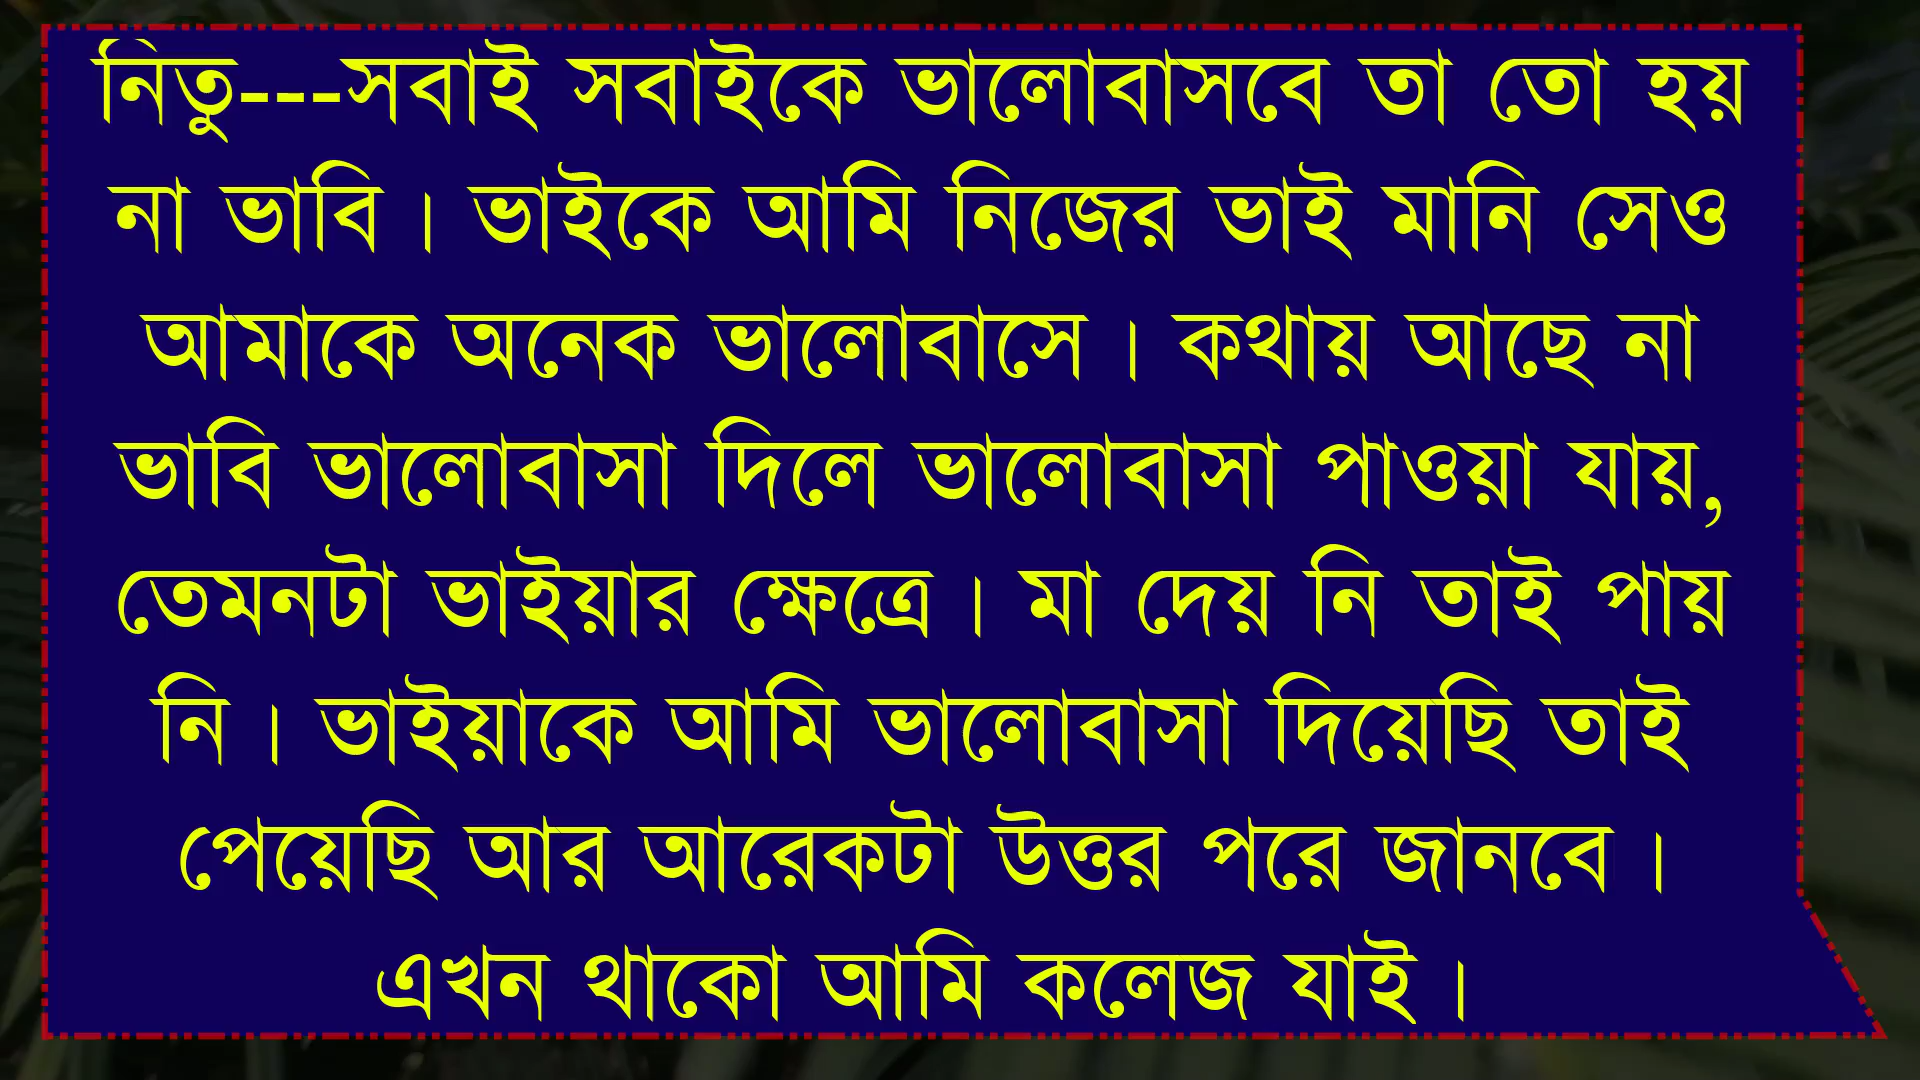 নিতু---সবাই সবাইকে ভালোবাসবে তা তো হয়
না ভাবি। ভাইকে আমি নিজের ভাই মানি সেও
আমাকে অনেক ভালোবাসে। কথায় আছে না
ভাবি ভালোবাসা দিলে ভালোবাসা পাওয়া যায়,
তেমনটা ভাইয়ার ক্ষেত্রে। মা দেয় নি তাই পায়
নি। ভাইয়াকে আমি ভালোবাসা দিয়েছি তাই
পেয়েছি আর আরেকটা উত্তর পরে জানবে।
এখন থাকো আমি কলেজ যাই।